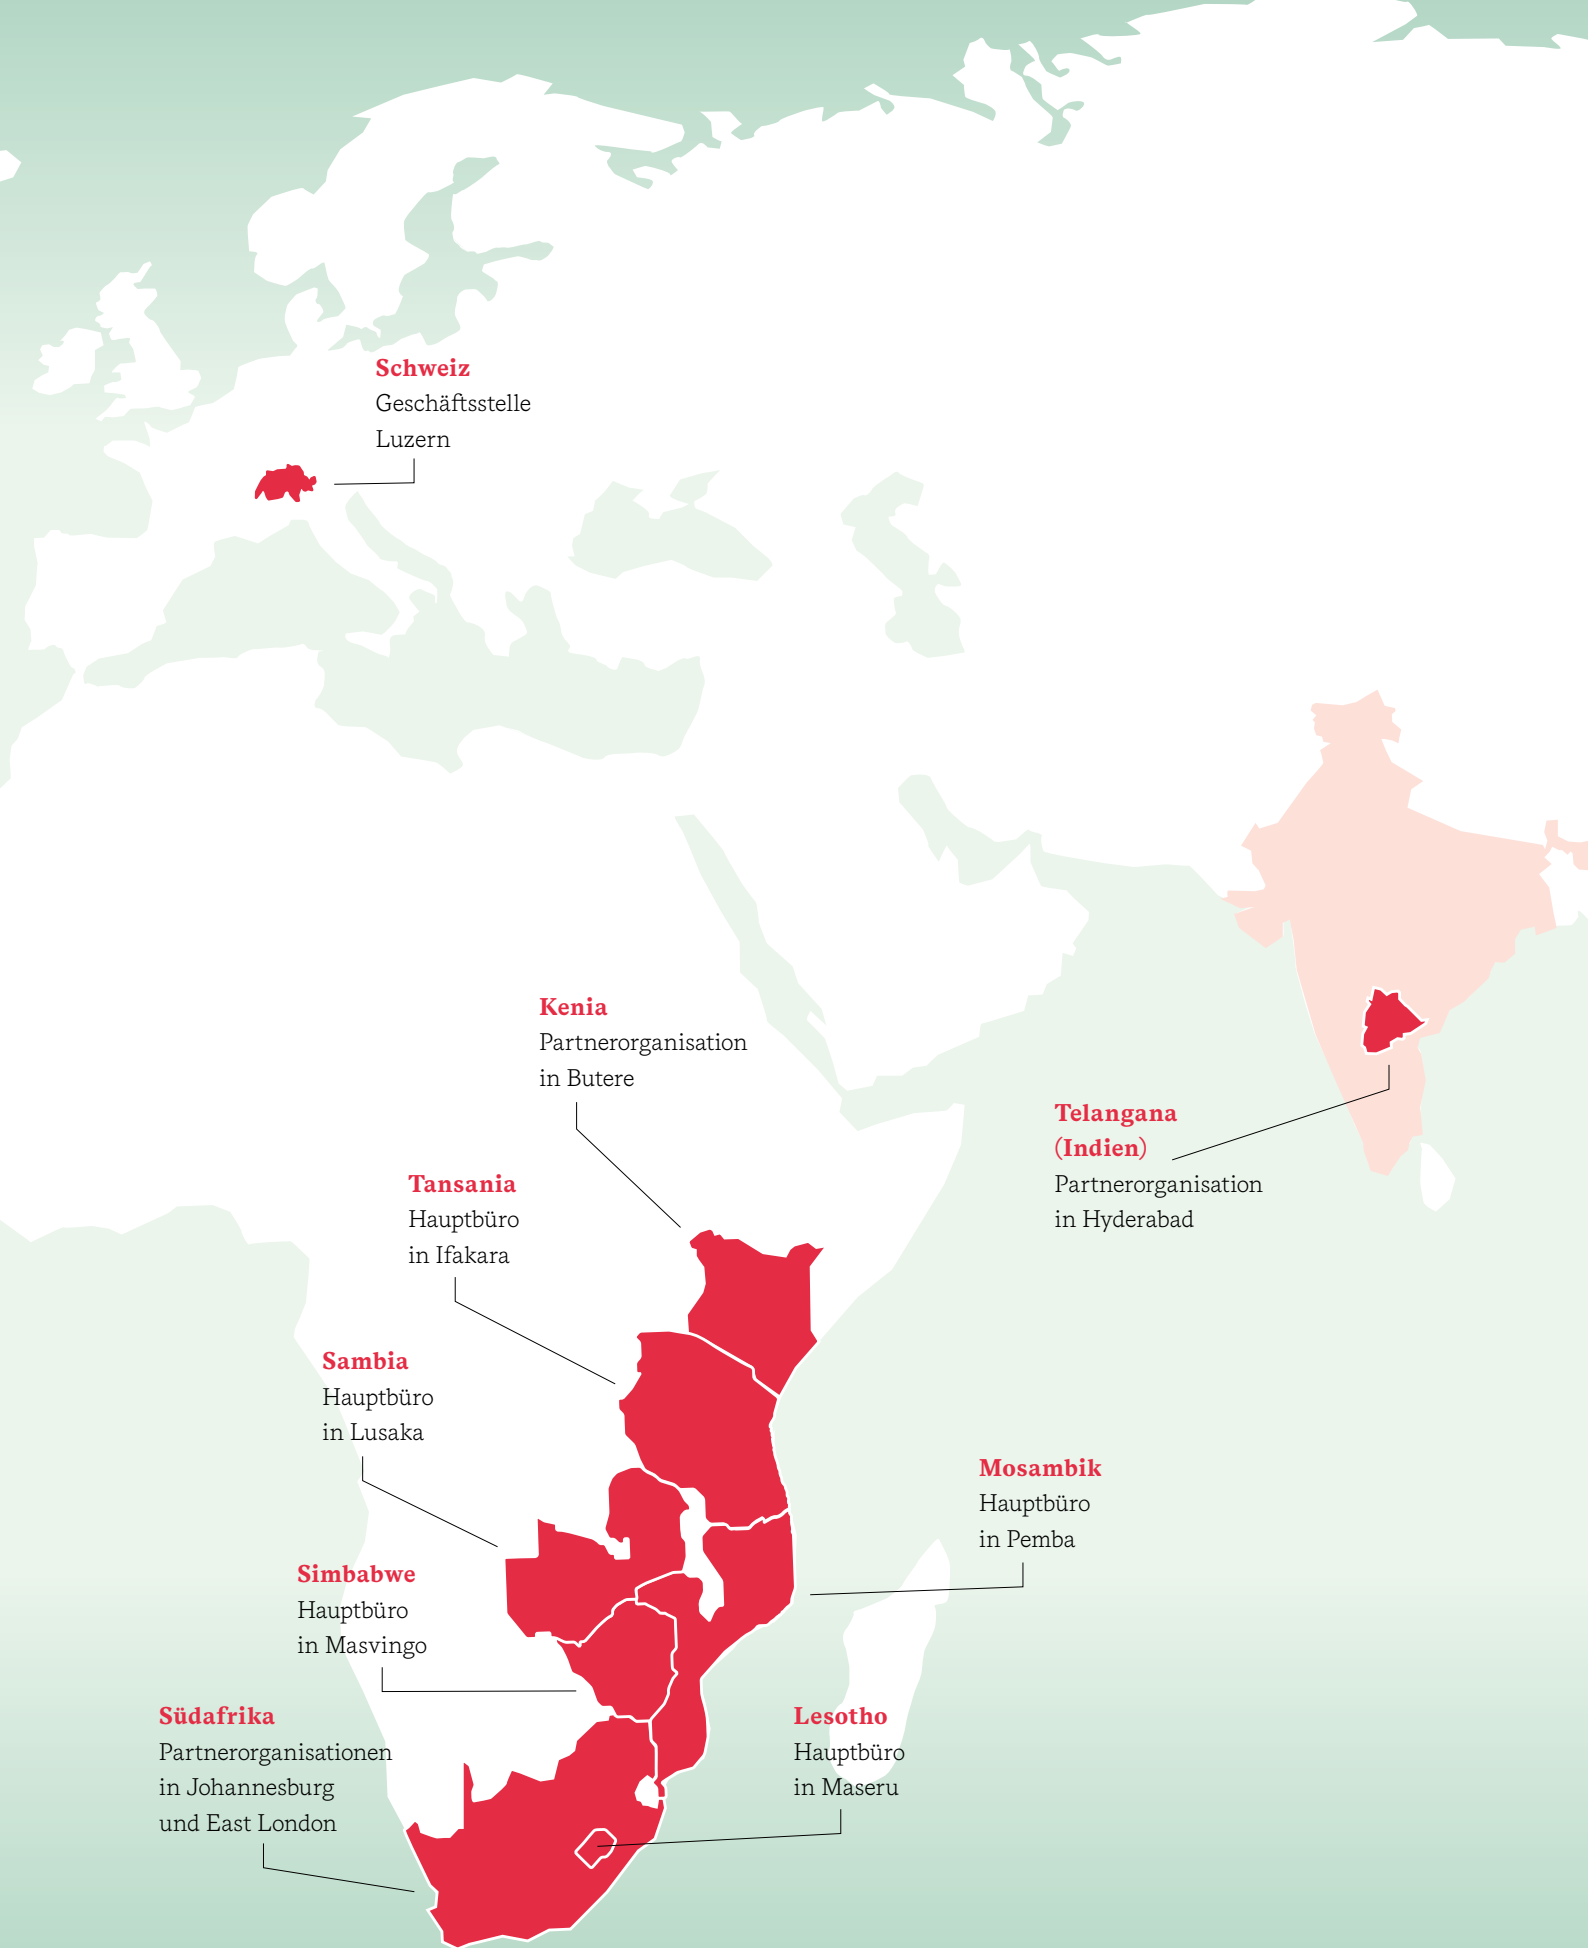 Schweiz
Geschäftsstelle
Luzern
Kenia
Partnerorganisation
in Butere
Telangana
(Indien)
Partnerorganisation
in Hyderabad
Tansania
Hauptbüro
in Ifakara
Sambia
Hauptbüro
in Lusaka
Mosambik
Hauptbüro
in Pemba
Simbabwe
Hauptbüro
in Masvingo
Südafrika
Partnerorganisationen
in Johannesburg
und East London
Lesotho
Hauptbüro
in Maseru